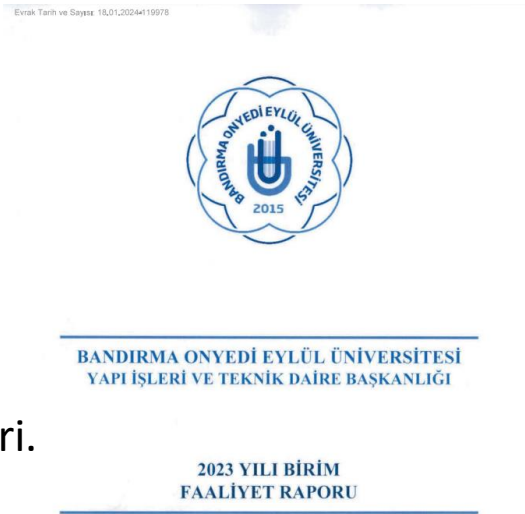 Evrak Tarih ve Sayısı: 18.01.2024-119978
BANDIRMA ONYEDİ EYLÜL ÜNİVERSİTESİ
2015
BANDIRMA ONYEDİ EYLÜL ÜNİVERSİTESİ
YAPI İŞLERİ VE TEKNİK DAİRE BAŞKANLIĞI
ri.
2023 YILI BİRİM
FAALİYET RAPORU